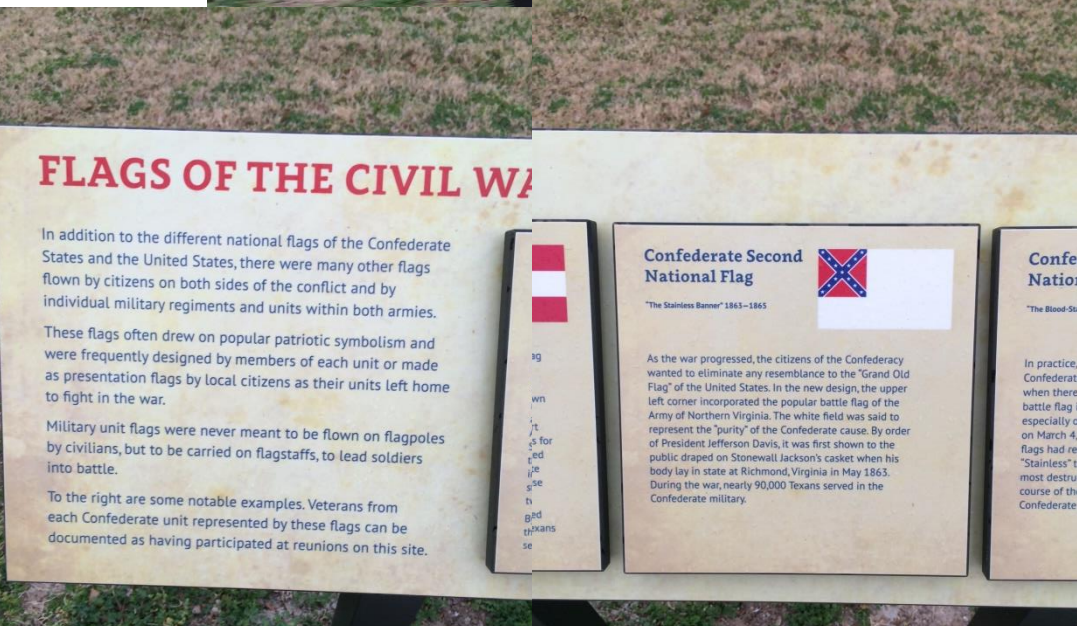 FLAGS OF THE CIVIL WA
In addition to the different national flags of the Confederate
States and the United States, there were many other flags
flown by citizens on both sides of the conflict and by
individual military regiments and units within both armies.
These flags often drew on popular patriotic symbolism and
were frequently designed by members of each unit or made
as presentation flags by local citizens as their units left home
to fight in the war.
Military unit flags were never meant to be flown on flagpoles
by civilians, but to be carried on flagstaffs, to lead soldiers
into battle.
To the right are some notable examples. Veterans from
each Confederate unit represented by these flags can be
documented as having participated at reunions on this site.
Confederate Second
National Flag
"The Stainless Banner" 1863—1865
As the war progressed, the citizens of the Confederacy
wanted to eliminate any resemblance to the "Grand Old
Flag" of the United States. In the new design, the upper
left corner incorporated the popular battle flag of the
Army of Northern Virginia. The white field was said to
represent the "purity" of the Confederate cause. By order
of President Jefferson Davis, it was first shown to the
public draped on Stonewall Jackson's casket when his
body lay in state at Richmond, Virginia in May 1863.
During the war, nearly 90,000 Texans served in the
Confederate military.
Confe
Nation
"The Blood-Sta
In practice,
Confederat
when there
battle flag i
especially o
on March 4,
flags had re
"Stainless" t
most destru
course of th
Confederate